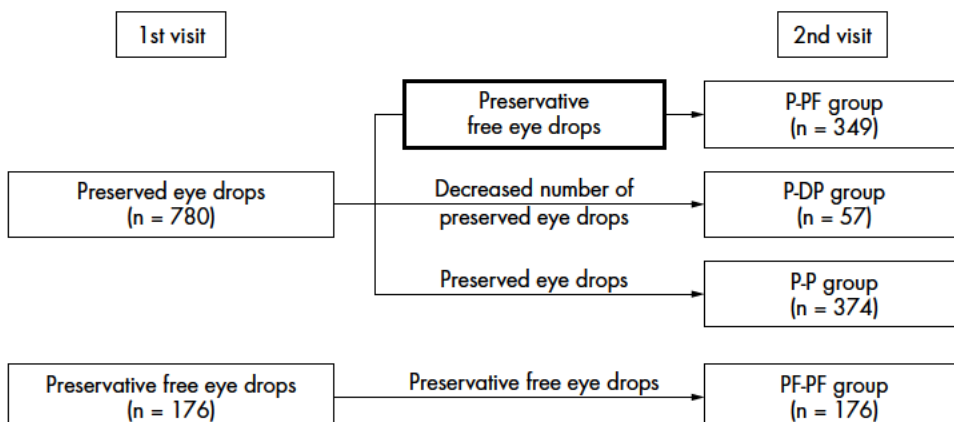 1st visit
2nd visit
Preservative
free eye drops
P-PF group
(n = 349)
Preserved eye drops
(n = 780)
Decreased number of
preserved eye drops
P-DP group
(n = 57)
Preserved eye drops
P-P group
(n = 374)
Preservative free eye drops
(n = 176)
Preservative free eye drops
PF-PF group
(n = 176)